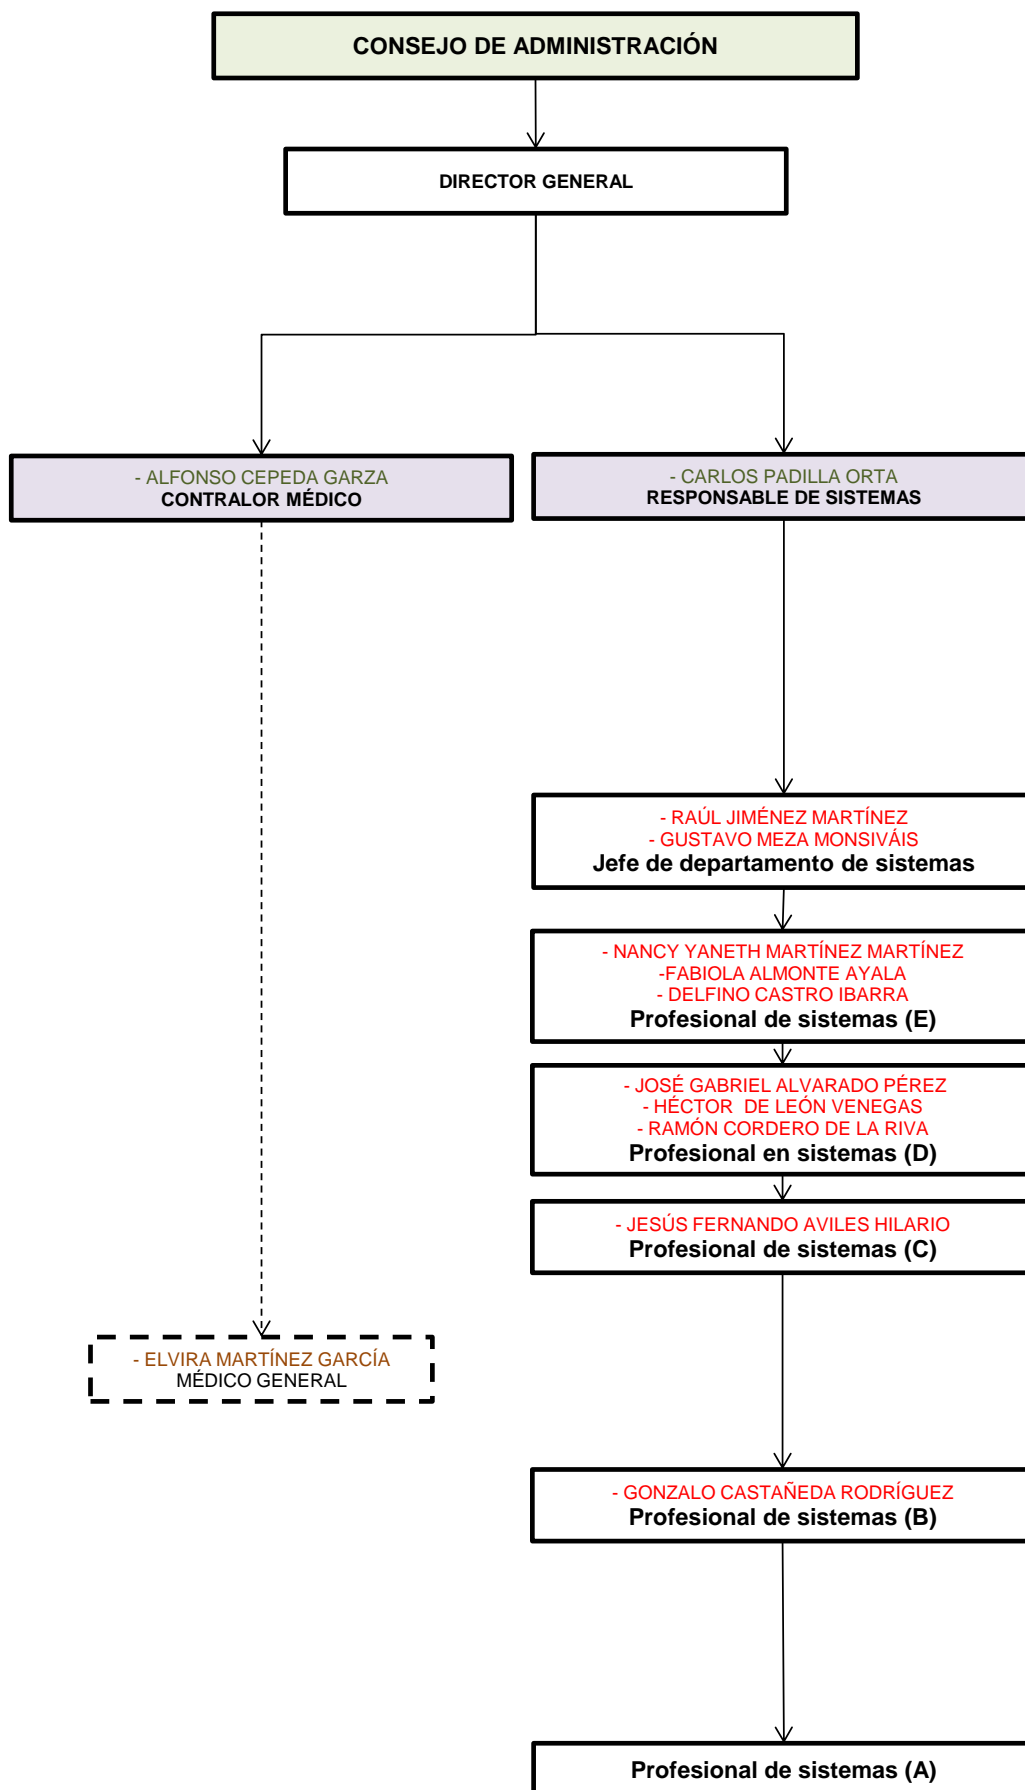 CONSEJO DE ADMINISTRACIÓN
DIRECTOR GENERAL
- ALFONSO CEPEDA GARZA
CONTRALOR MÉDICO
- CARLOS PADILLA ORTA
RESPONSABLE DE SISTEMAS
- RAÚL JIMÉNEZ MARTÍNEZ
- GUSTAVO MEZA MONSIVÁIS
Jefe de departamento de sistemas
- NANCY YANETH MARTÍNEZ MARTÍNEZ
-FABIOLA ALMONTE AYALA
- DELFINO CASTRO IBARRA
Profesional de sistemas (E)
- JOSÉ GABRIEL ALVARADO PÉREZ
- HÉCTOR  DE LEÓN VENEGAS
- RAMÓN CORDERO DE LA RIVA
Profesional en sistemas (D)
- JESÚS FERNANDO AVILES HILARIO
Profesional de sistemas (C)
- ELVIRA MARTÍNEZ GARCÍA
MÉDICO GENERAL
- GONZALO CASTAÑEDA RODRÍGUEZ
Profesional de sistemas (B)
Profesional de sistemas (A)